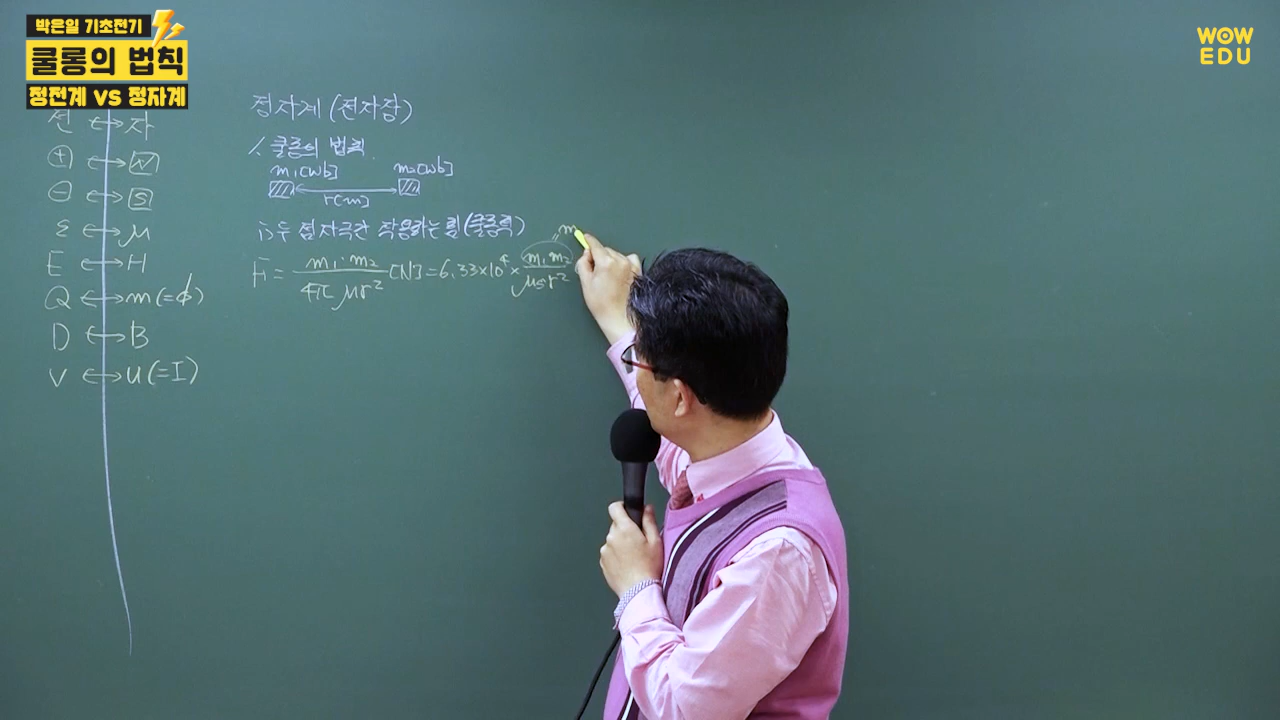 박은일 기초전기
쿨롱의 법칙
정전계 vs 정자계
WOW
EDU
전 ↔ 자
⊕ ↔ N
⊖ ↔ S
ε ↔ μ
E ↔ H
Q ↔ m(=φ)
D ↔ B
V ↔ u(=I)
정자계(전자장)
1. 쿨롱의 법칙
m₁[wb] m₂[wb]
r[m]
i) 두 점자극간 작용하는 힘(쿨롱력)
F = m₁·m₂ / 4π μr² [N] = 6.33×10⁴ × m₁m₂ / μsr²
m